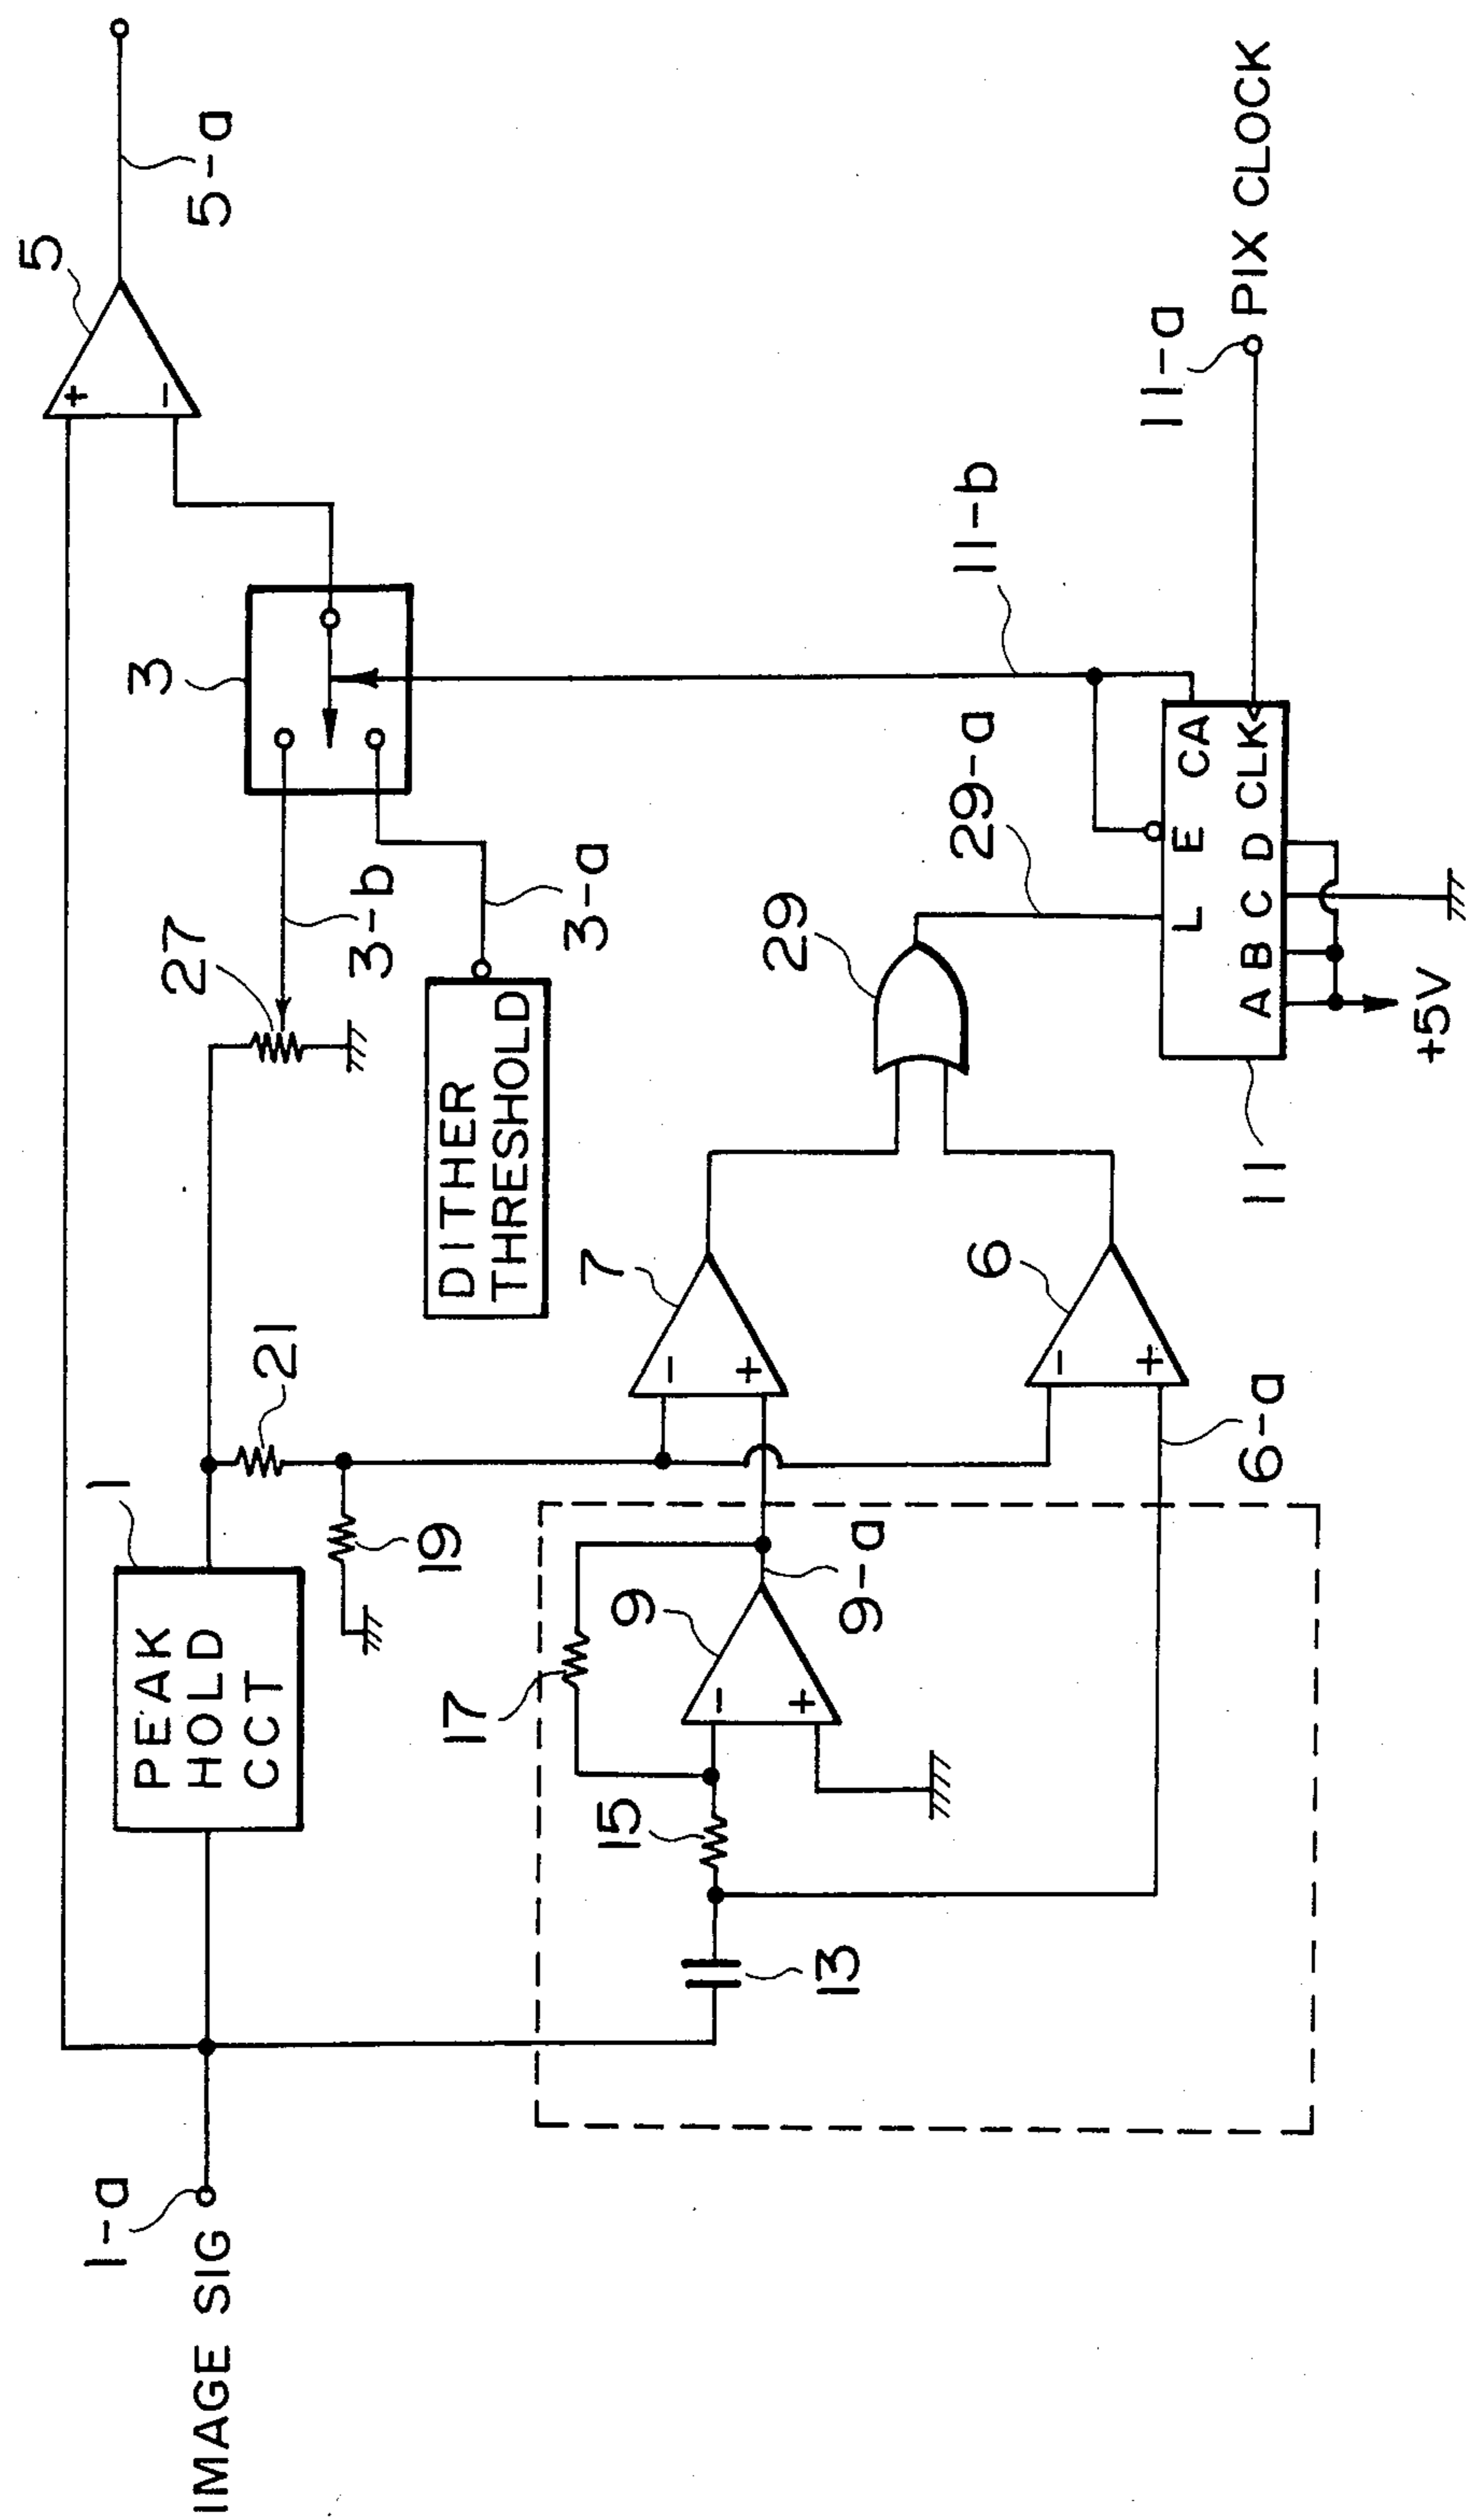 IMAGE SIG
1-a
1
PEAK
HOLD
CCT
21
19
27
3-b
3
5
+
-
5-a
DITHER
THRESHOLD
3-a
17
15
13
9
-
+
9-a
7
-
+
6
-
+
6-a
29
29-a
11-b
11
L E CA
A B C D CLK
+5V
11-a
PIX CLOCK